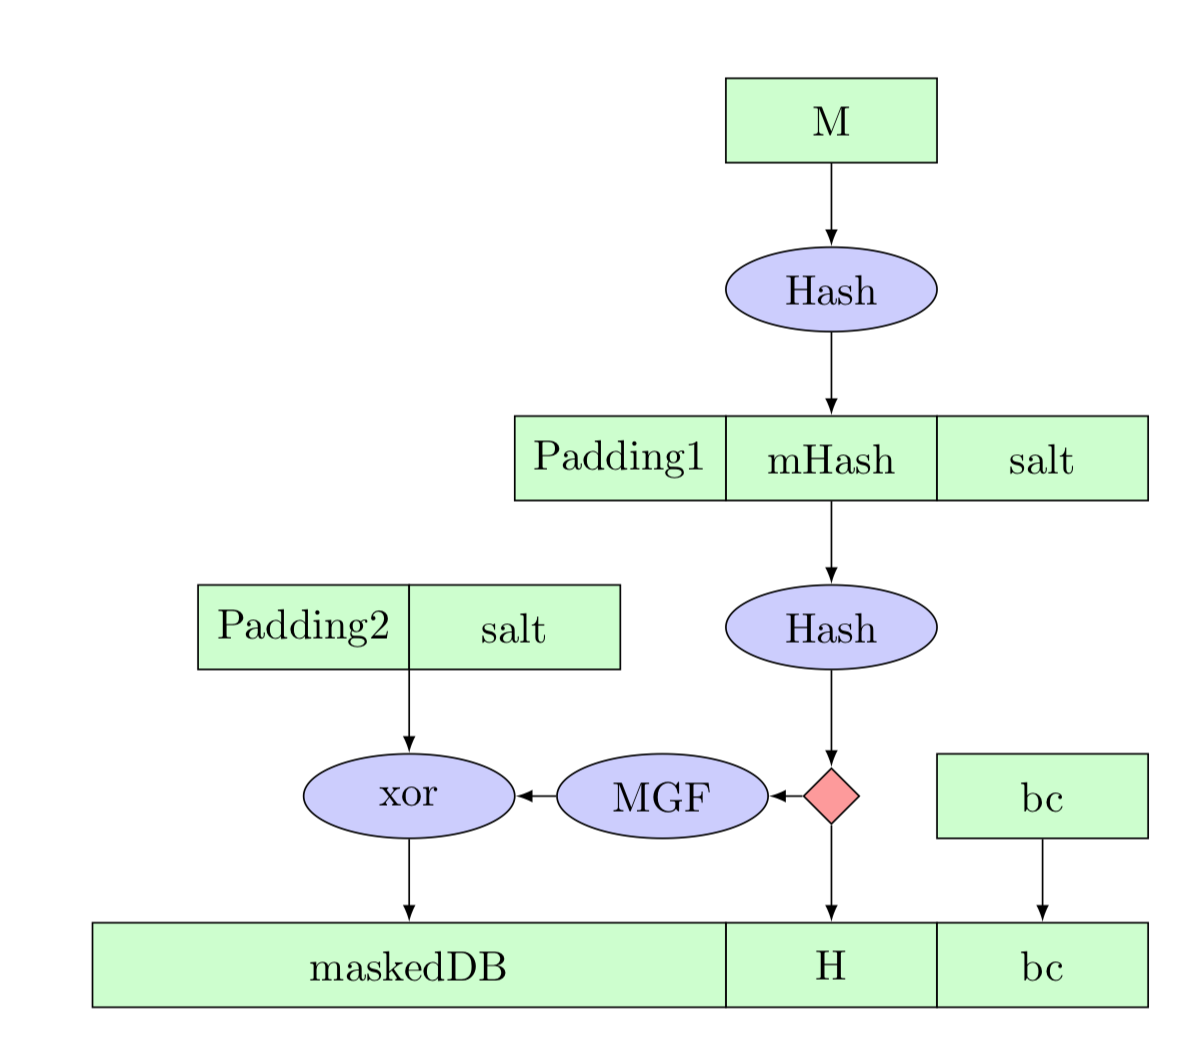 M
Hash
Padding1 mHash salt
Padding2 salt Hash
xor MGF bc
maskedDB H bc